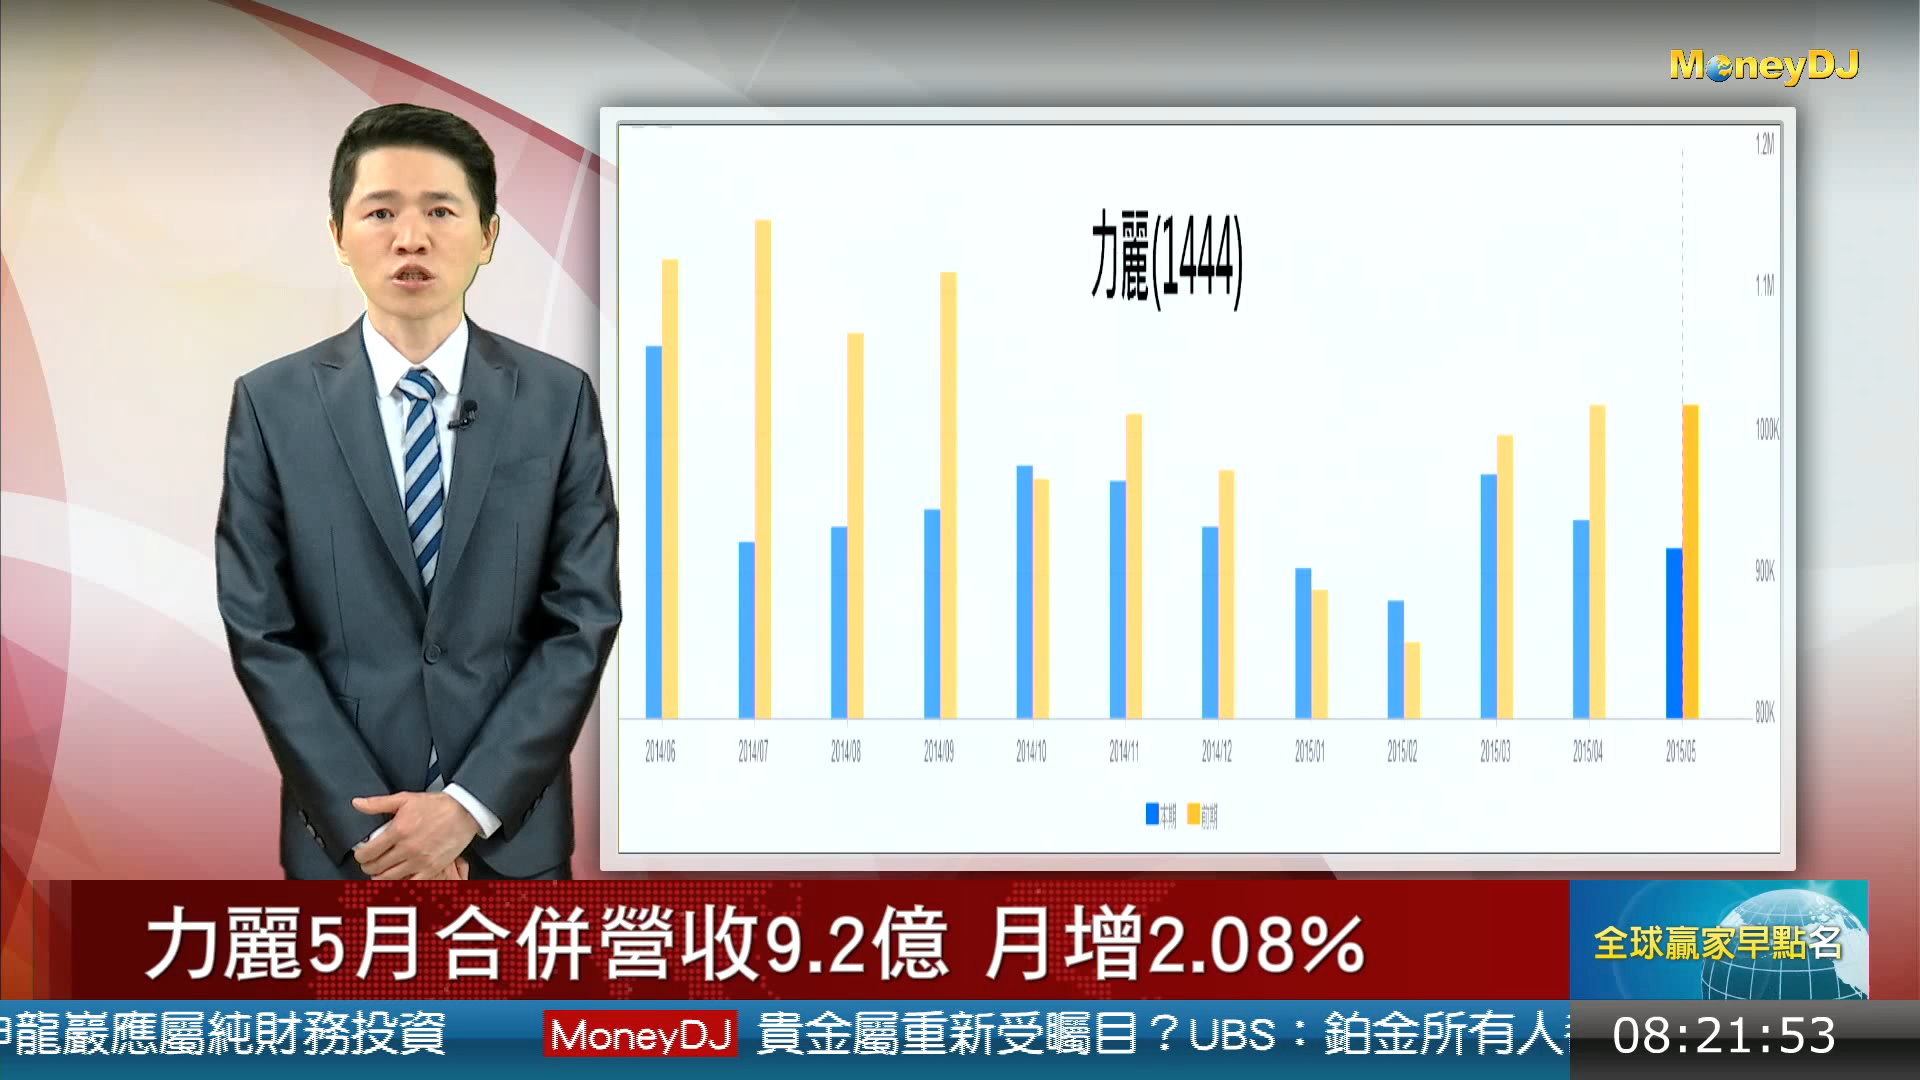 MoneyDJ
力麗(1444)
1.2M
1.1M
1000K
900K
800K
2014/06 2014/07 2014/08 2014/09 2014/10 2014/11 2014/12 2015/01 2015/02 2015/03 2015/04 2015/05
本期 前期
力麗5月合併營收9.2億 月增2.08%
全球贏家早點名
龍巖應屬純財務投資 MoneyDJ 貴金屬重新受矚目？UBS：鉑金所有人
08:21:53